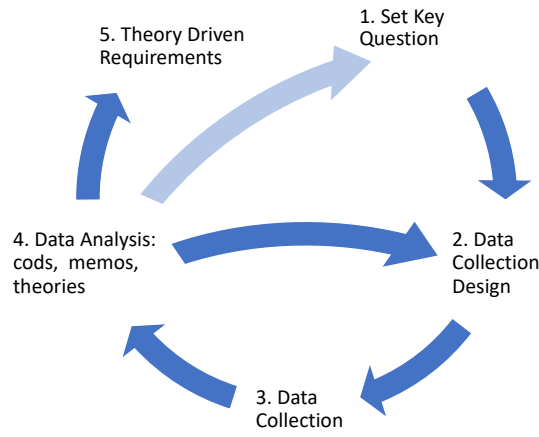 1. Set Key
Question
5. Theory Driven
Requirements
4. Data Analysis:
cods, memos,
theories
2. Data
Collection
Design
3. Data
Collection